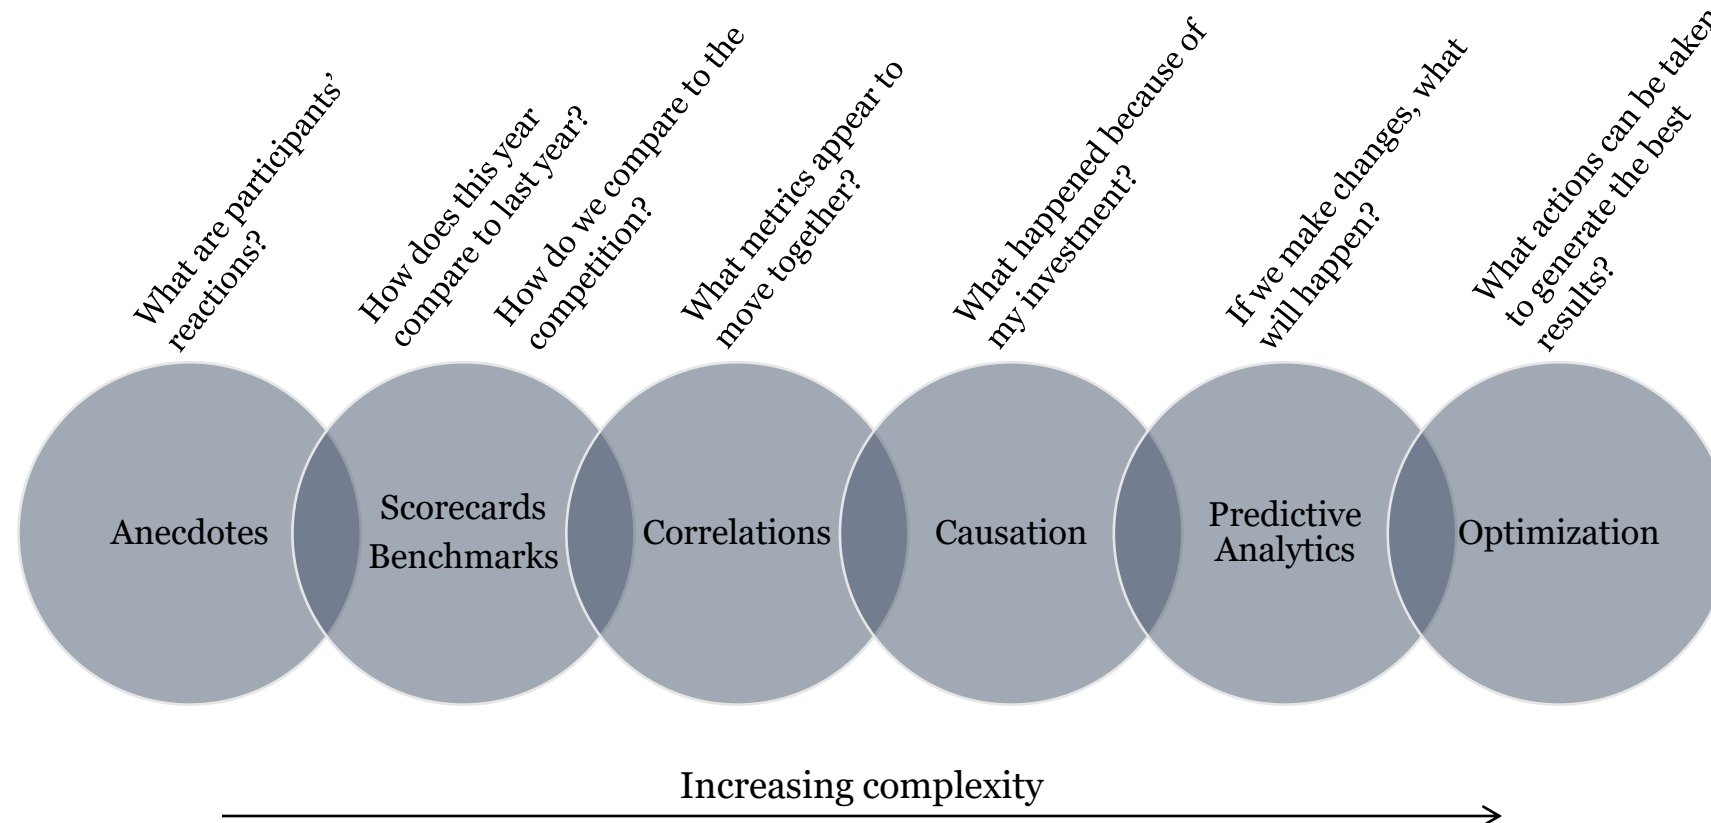 What are participants’
reactions?
How does this year
compare to last year?
How do we compare to the
competition?
What metrics appear to
move together?
What happened because of
my investment?
If we make changes, what
will happen?
What actions can be taken
to generate the best
results?
Anecdotes
Scorecards
Benchmarks
Correlations
Causation
Predictive
Analytics
Optimization
Increasing complexity